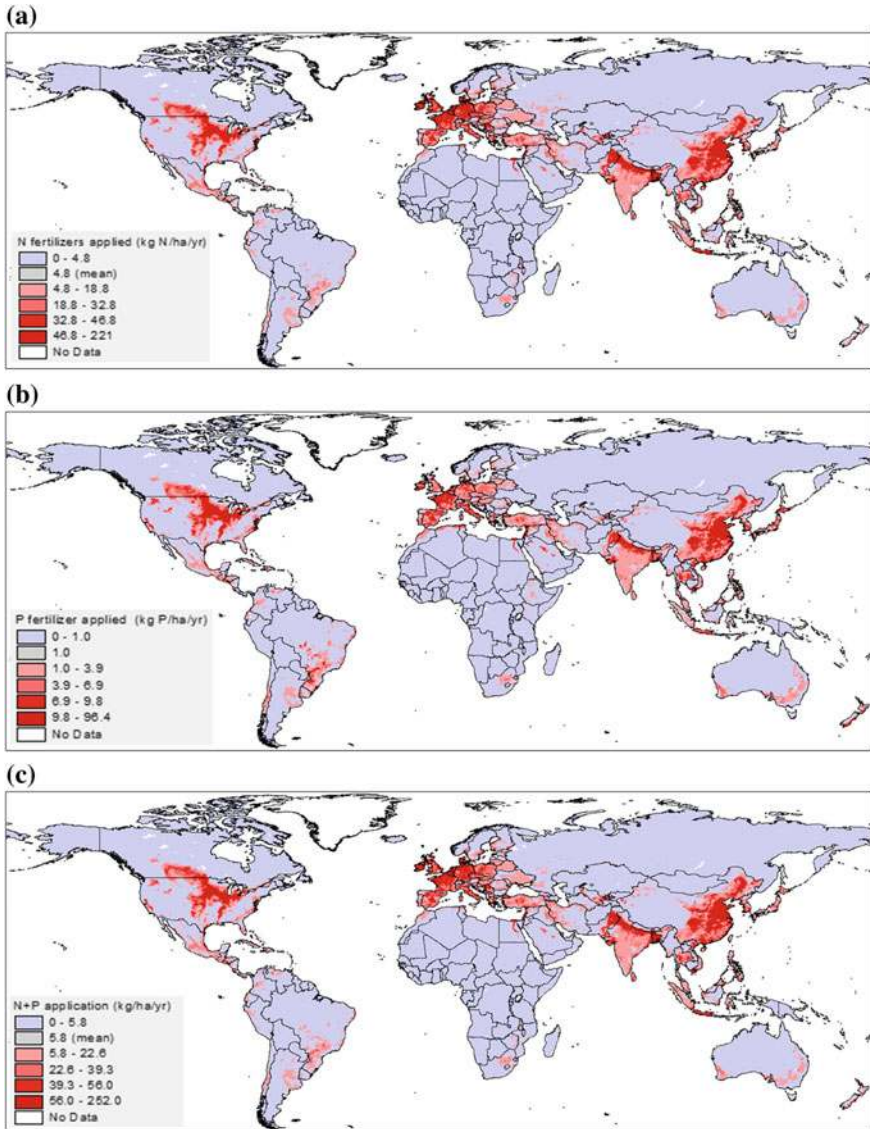 (a)
N fertilizers applied (kg N/ha/yr)
0 - 4.8
4.8 (mean)
4.8 - 18.8
18.8 - 32.8
32.8 - 46.8
46.8 - 221
No Data
(b)
P fertilizer applied (kg P/ha/yr)
0 - 1.0
1.0
1.0 - 3.9
3.9 - 6.9
6.9 - 9.8
9.8 - 96.4
No Data
(c)
N+P application (kg/ha/yr)
0 - 5.8
5.8 (mean)
5.8 - 22.6
22.6 - 39.3
39.3 - 56.0
56.0 - 252.0
No Data